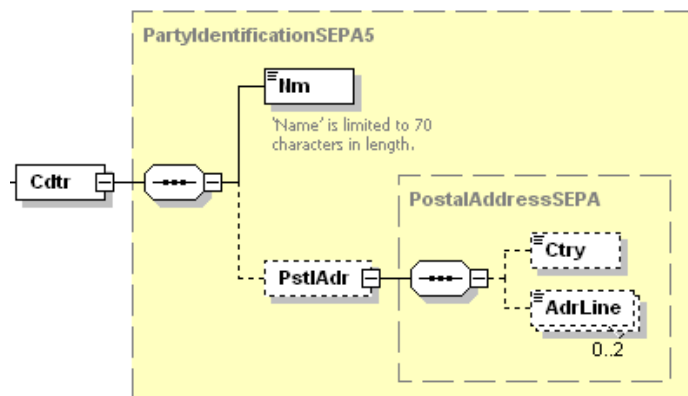 PartyIdentificationSEPA5
Nm
'Name' is limited to 70
characters in length.
Cdtr
PostalAddressSEPA
Ctry
PstlAdr
AdrLine
0..2